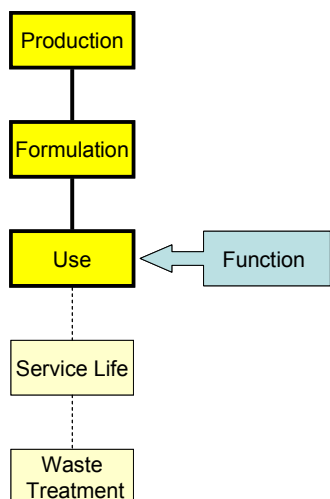 Production
Formulation
Use
Function
Service Life
Waste
Treatment